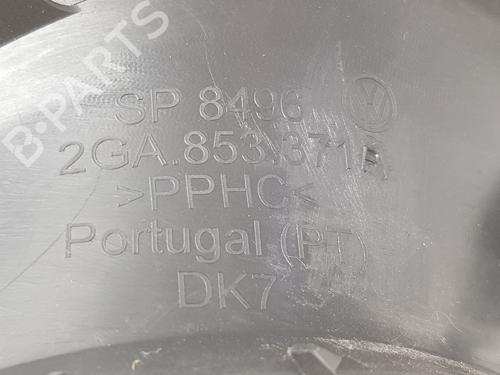 B-PARTS
SP 8496
2GA.853.371
>PPHC<
Portugal (PT)
DK7